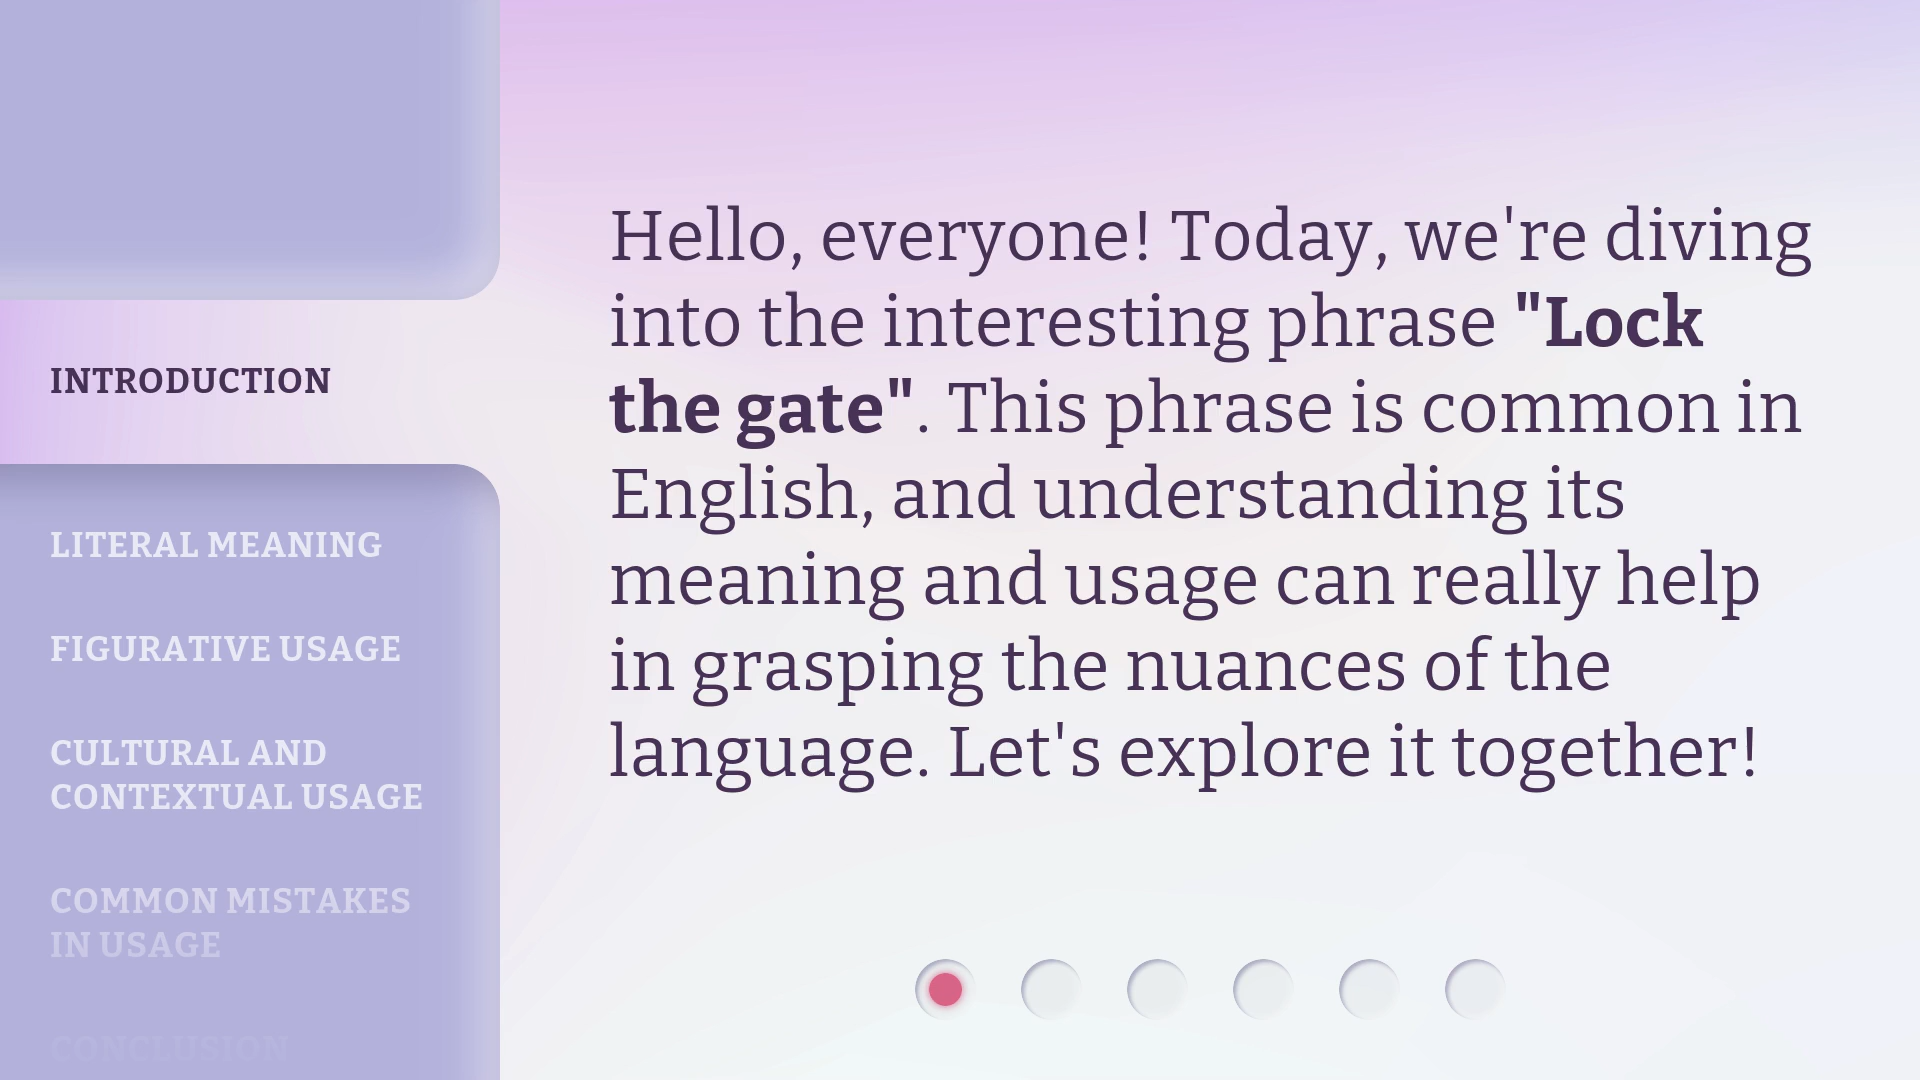 INTRODUCTION
LITERAL MEANING
FIGURATIVE USAGE
CULTURAL AND
CONTEXTUAL USAGE
COMMON MISTAKES
IN USAGE
CONCLUSION
Hello, everyone! Today, we're diving
into the interesting phrase "Lock
the gate". This phrase is common in
English, and understanding its
meaning and usage can really help
in grasping the nuances of the
language. Let's explore it together!